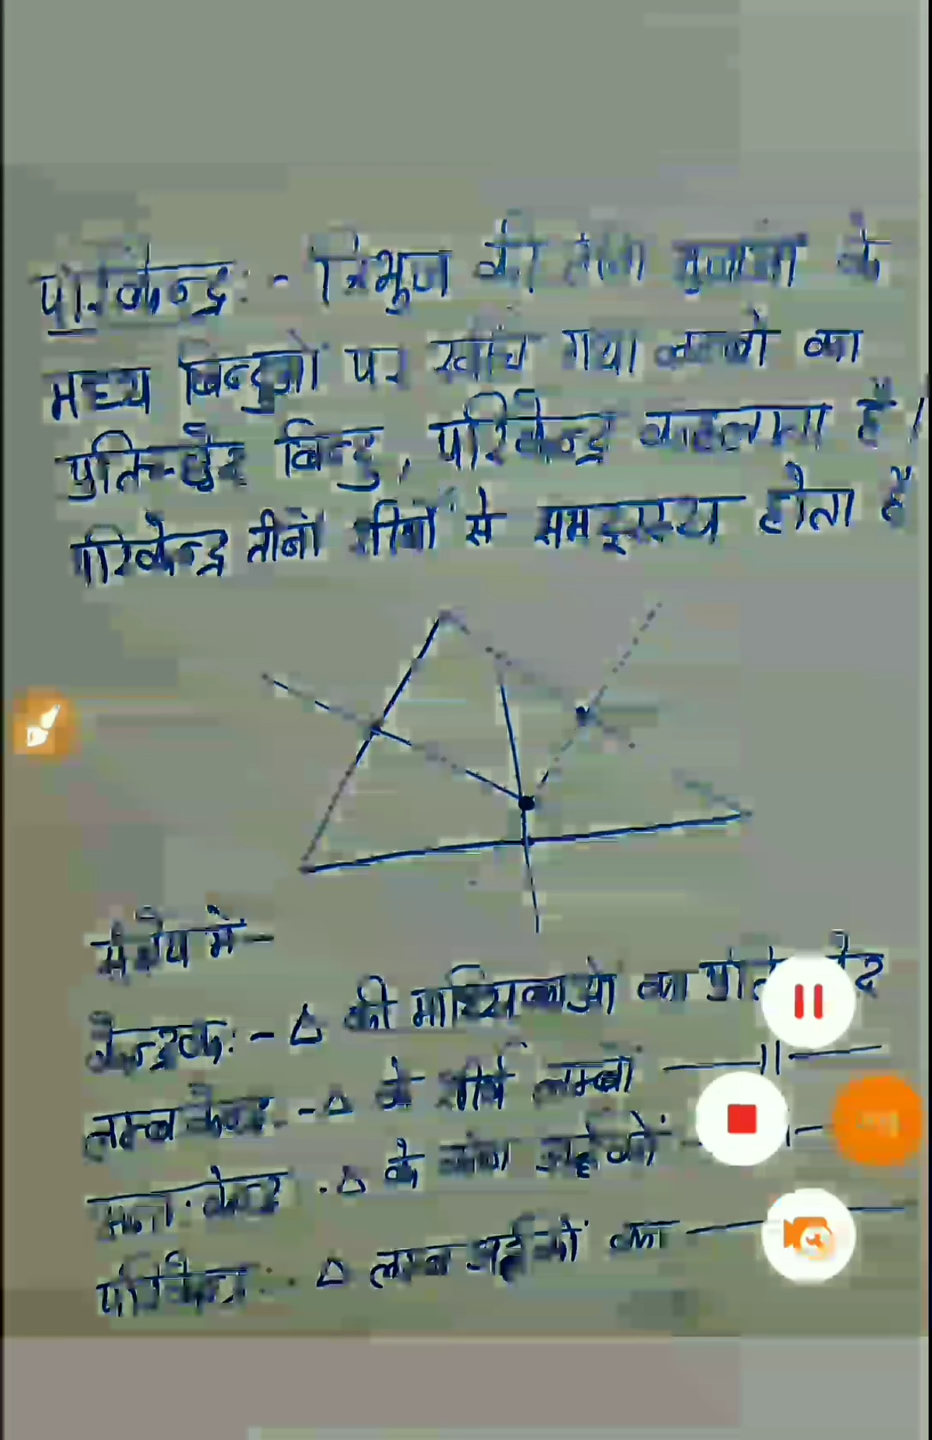 परिकेन्द्र :- त्रिभुज की तीनों भुजाओं के
मध्य बिन्दुओं पर खींचे गया लम्बो का
प्रतिच्छेद बिन्दु, परिकेन्द्र कहलाता है।
परिकेन्द्र तीनों शीर्षों से समदूरस्थ होता है
संक्षेप में -
केन्द्रक :- △ की माध्यिकाओं का
लम्बकेन्द्र :- △ के शीर्ष लम्बों —॥—
अन्तः केन्द्र :- △ के कोण अर्द्धकों
परिकेन्द्र :- △ लम्ब अर्द्धकों का